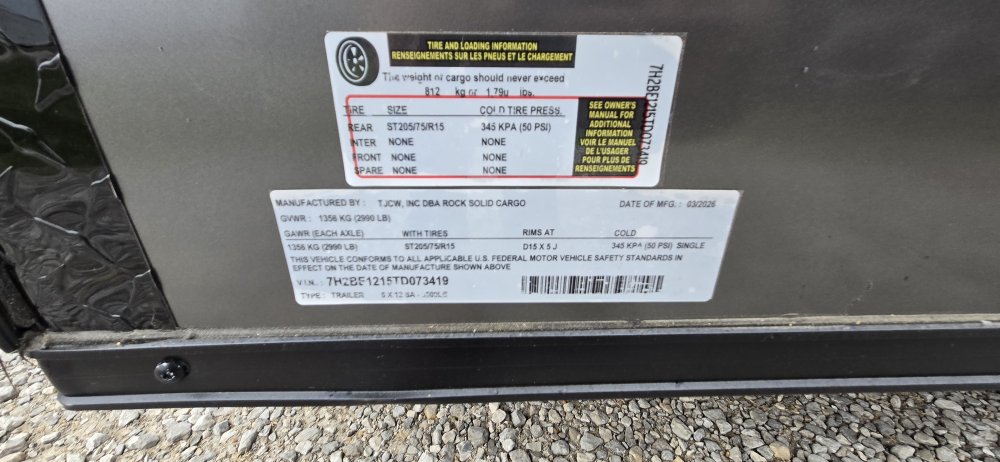 TIRE AND LOADING INFORMATION
RENSEIGNEMENTS SUR LES PNEUS ET LE CHARGEMENT
The weight of cargo should never exceed
812 kg or 1,790 lbs.
TIRE SIZE COLD TIRE PRESS.
REAR ST205/75/R15 345 KPA (50 PSI)
INTER NONE NONE
FRONT NONE NONE
SPARE NONE NONE
SEE OWNER'S
MANUAL FOR
ADDITIONAL
INFORMATION
VOIR LE MANUEL
DE L'USAGER
POUR PLUS DE
RENSEIGNEMENTS
7H2BE1215TD073419
MANUFACTURED BY : TJCW, INC DBA ROCK SOLID CARGO DATE OF MFG. : 03/2026
GVWR : 1356 KG (2990 LB)
GAWR (EACH AXLE) WITH TIRES RIMS AT COLD
1356 KG (2990 LB) ST205/75/R15 D15 X 5 J 345 KPA (50 PSI) SINGLE
THIS VEHICLE CONFORMS TO ALL APPLICABLE U.S. FEDERAL MOTOR VEHICLE SAFETY STANDARDS IN
EFFECT ON THE DATE OF MANUFACTURE SHOWN ABOVE
V.I.N. : 7H2BE1215TD073419
TYPE : TRAILER 6 X 12 SA -